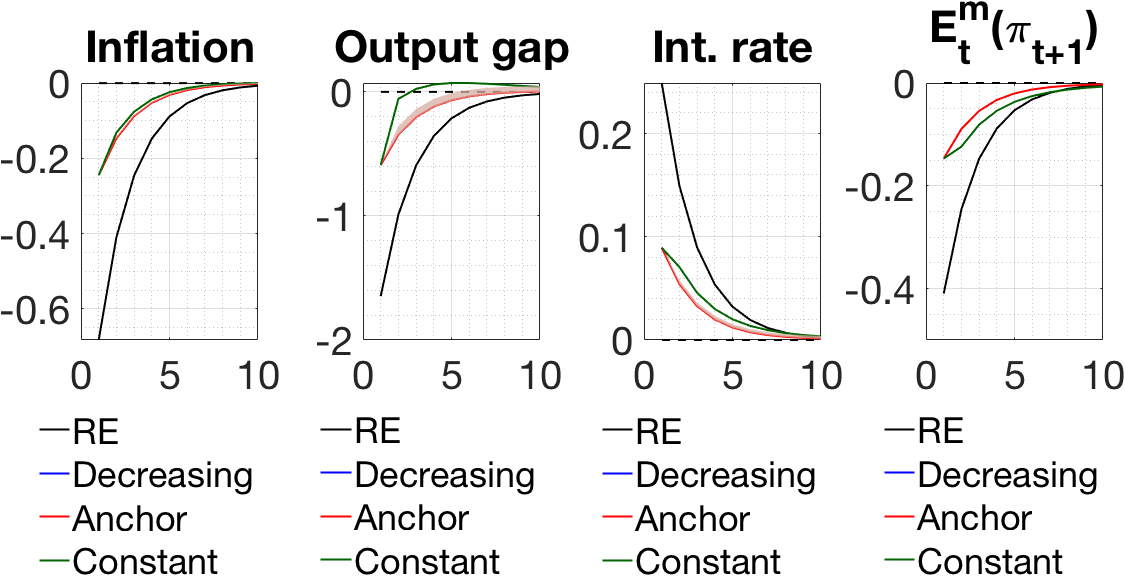 Inflation
0
-0.2
-0.4
-0.6
0 5 10
RE
Decreasing
Anchor
Constant
Output gap
0
-1
-2
0 5 10
RE
Decreasing
Anchor
Constant
Int. rate
0.2
0.1
0
0 5 10
RE
Decreasing
Anchor
Constant
E_t^m(π_{t+1})
0
-0.2
-0.4
0 5 10
RE
Decreasing
Anchor
Constant